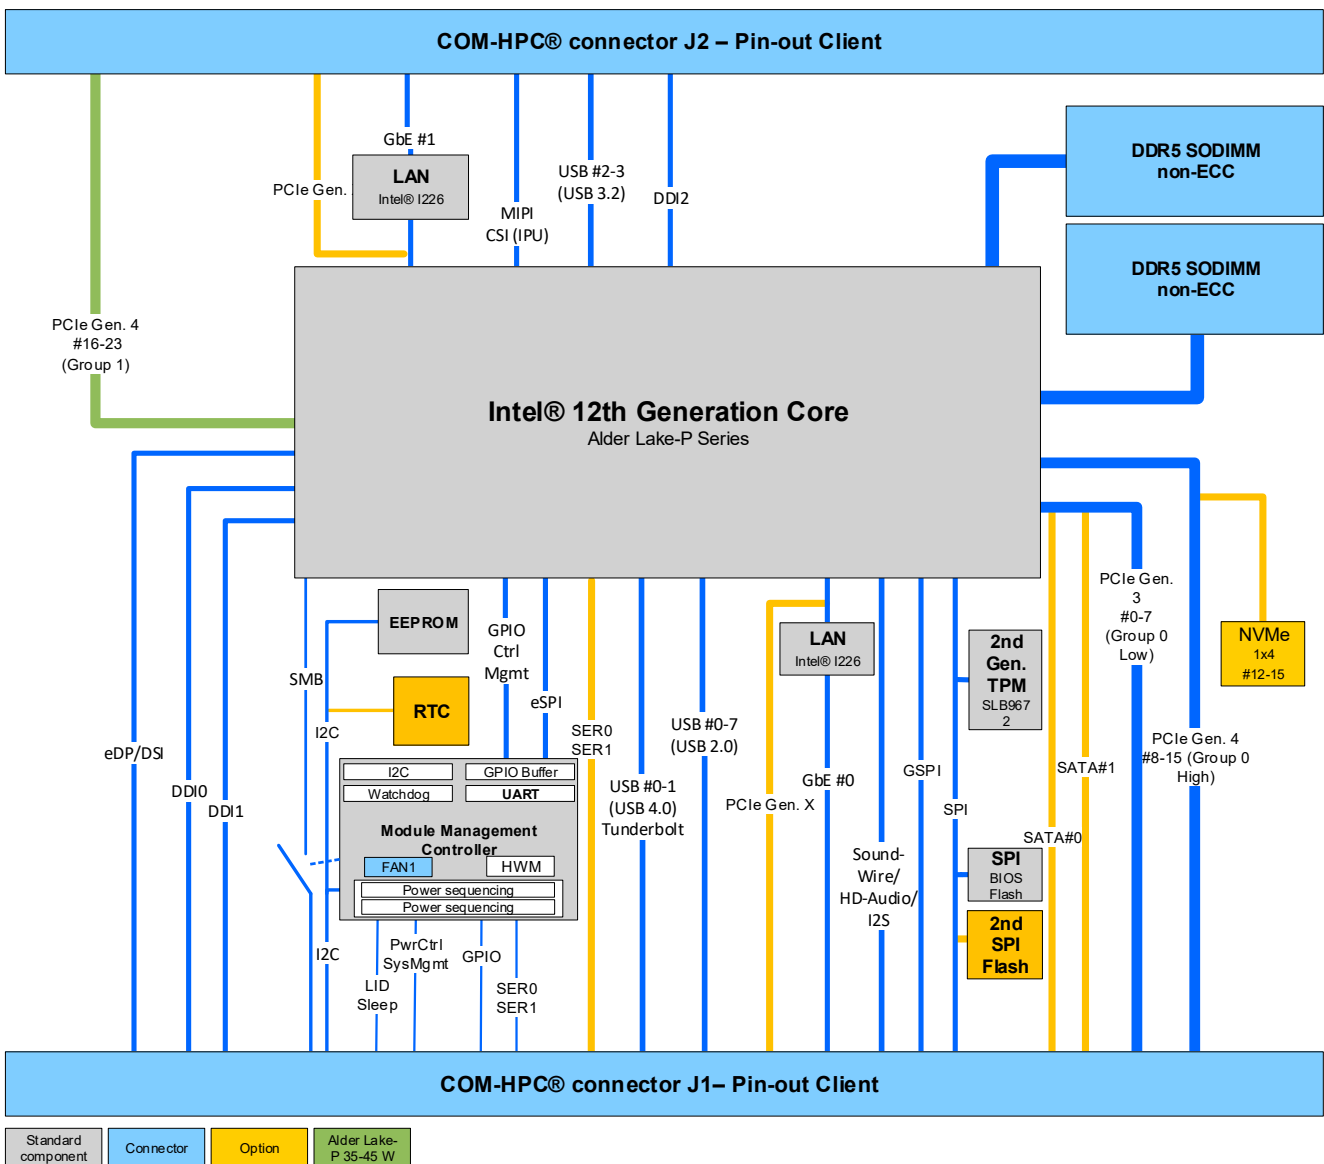 COM-HPC® connector J2 – Pin-out Client
GbE #1
LAN
Intel® I226
PCIe Gen.
MIPI
CSI (IPU)
USB #2-3
(USB 3.2)
DDI2
DDR5 SODIMM
non-ECC
DDR5 SODIMM
non-ECC
PCIe Gen. 4
#16-23
(Group 1)
Intel® 12th Generation Core
Alder Lake-P Series
eDP/DSI
DDI0
DDI1
SMB
I2C
EEPROM
RTC
GPIO
Ctrl
Mgmt
eSPI
I2C
GPIO Buffer
Watchdog
UART
Module Management
Controller
FAN1
HWM
Power sequencing
Power sequencing
I2C
LID
Sleep
PwrCtrl
SysMgmt
GPIO
SER0
SER1
SER0
SER1
USB #0-1
(USB 4.0)
Tunderbolt
USB #0-7
(USB 2.0)
PCIe Gen. X
LAN
Intel® I226
GbE #0
Sound-
Wire/
HD-Audio/
I2S
GSPI
SPI
2nd
Gen.
TPM
SLB967
2
SPI
BIOS
Flash
2nd
SPI
Flash
SATA#0
SATA#1
PCIe Gen.
3
#0-7
(Group 0
Low)
PCIe Gen. 4
#8-15 (Group 0
High)
NVMe
1x4
#12-15
COM-HPC® connector J1– Pin-out Client
Standard
component
Connector
Option
Alder Lake-
P 35-45 W